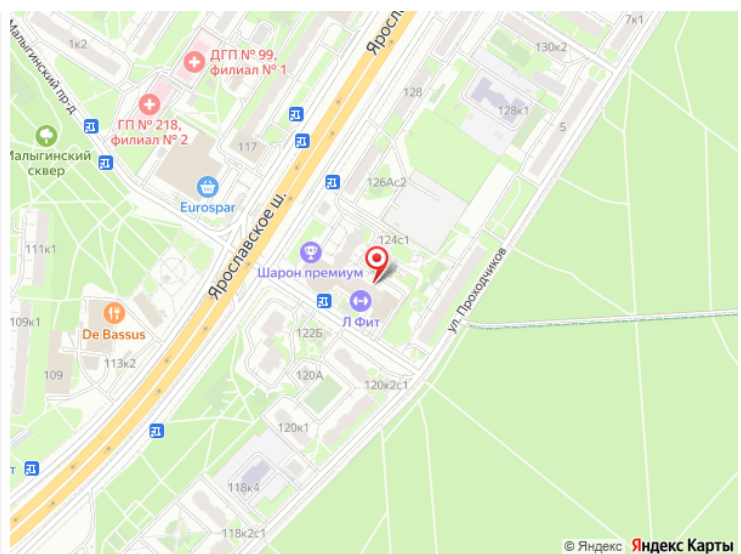 7к1
1к2
Малыгинский пр-д
Яросл
130к2
ДГП № 99,
филиал № 1
128
128к1
ГП № 218,
филиал № 2
5
117
Малыгинский
сквер
126Ас2
Eurospar
Ярославское ш.
124с1
111к1
Шарон премиум
ул. Проходчиков
De Bassus
Л Фит
109к1
122Б
113к2
109
120А
120к2с1
120к1
т
118к4
118к2с1
© Яндекс Яндекс Карты